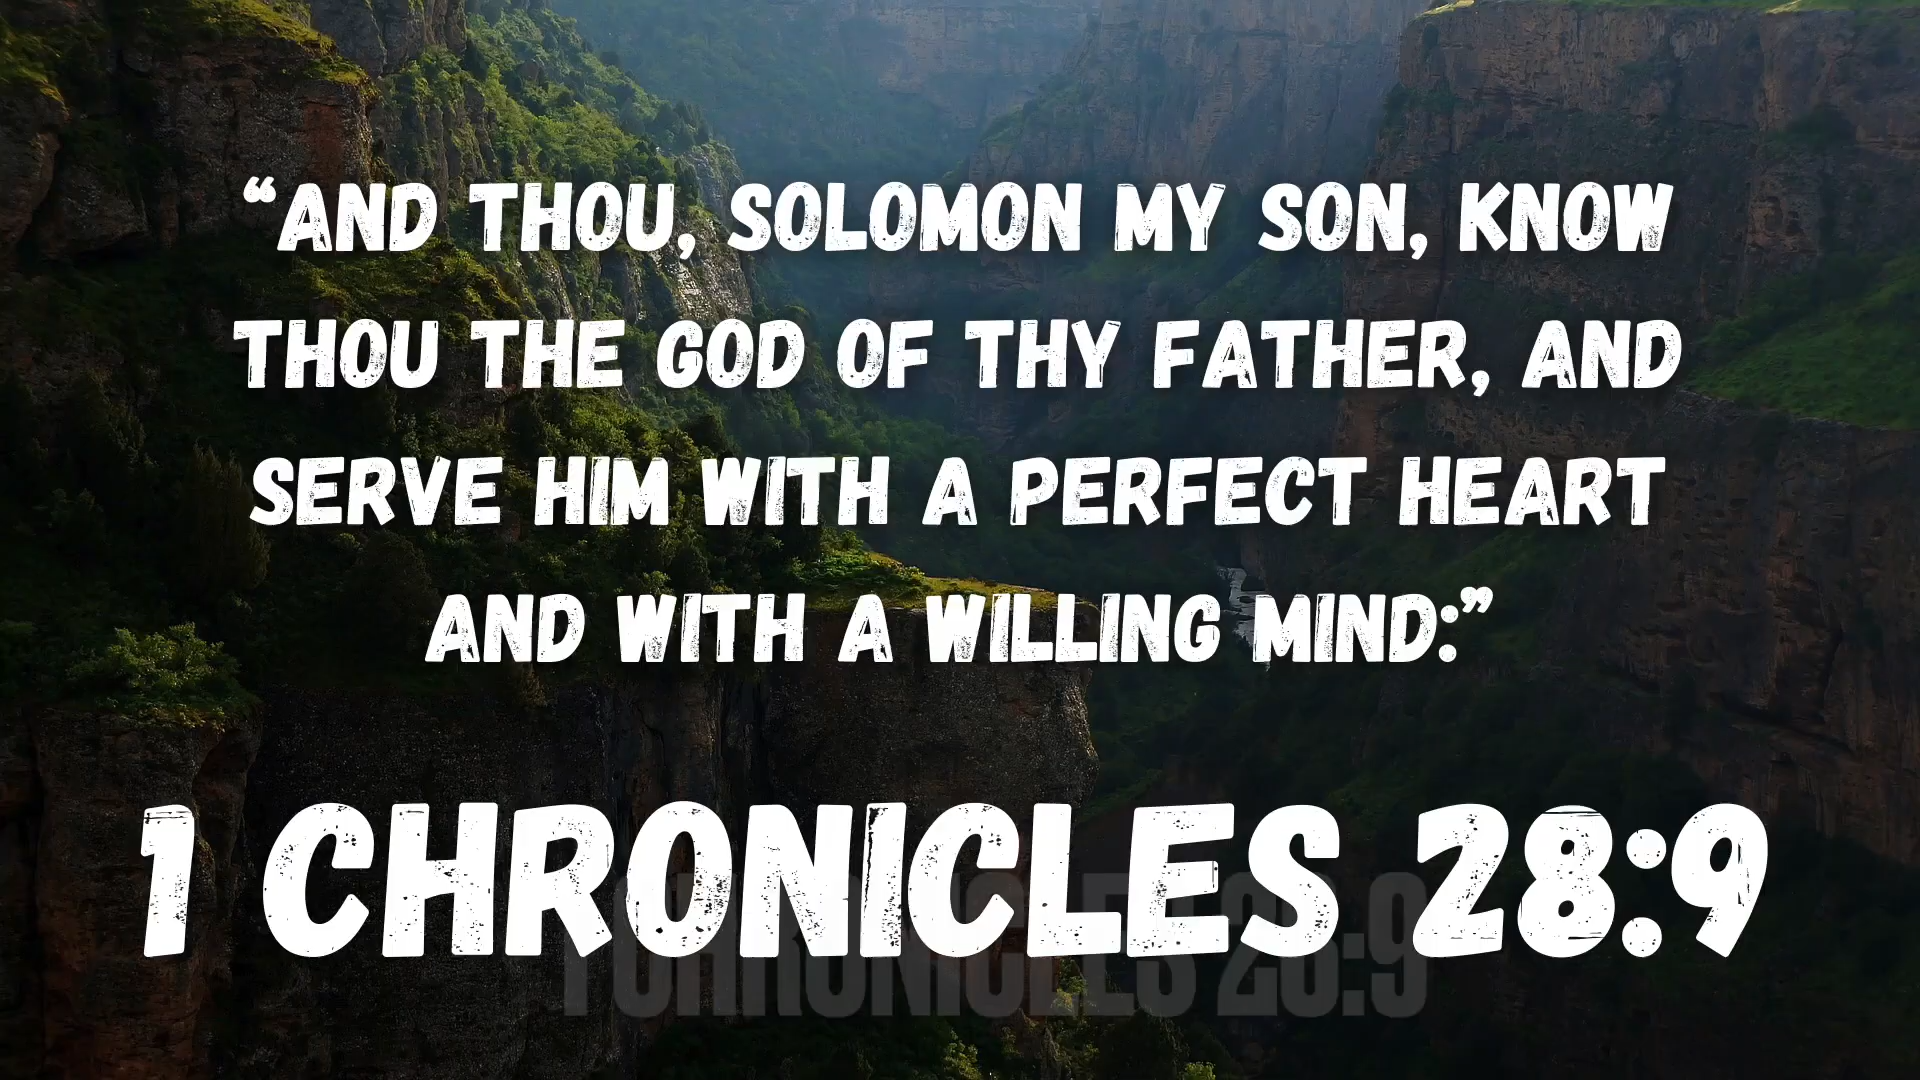 “AND THOU, SOLOMON MY SON, KNOW
THOU THE GOD OF THY FATHER, AND
SERVE HIM WITH A PERFECT HEART
AND WITH A WILLING MIND:”
1 CHRONICLES 28:9
1 CHRONICLES 28:9